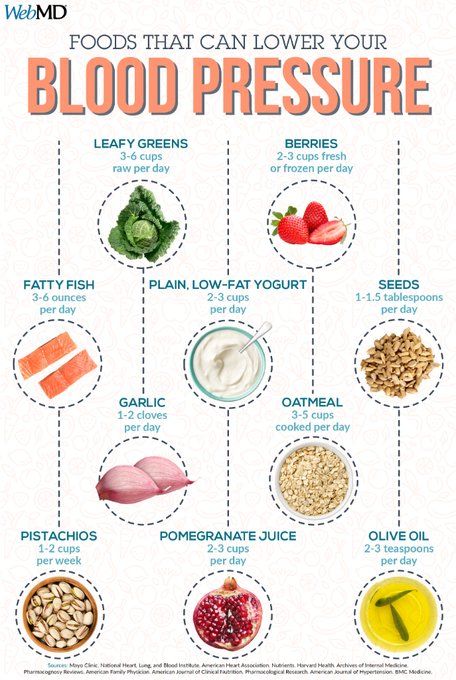 WebMD®
FOODS THAT CAN LOWER YOUR
BLOOD PRESSURE
LEAFY GREENS
3-6 cups
raw per day
BERRIES
2-3 cups fresh
or frozen per day
FATTY FISH
3-6 ounces
per day
PLAIN, LOW-FAT YOGURT
2-3 cups
per day
SEEDS
1-1.5 tablespoons
per day
GARLIC
1-2 cloves
per day
OATMEAL
3-5 cups
cooked per day
PISTACHIOS
1-2 cups
per week
POMEGRANATE JUICE
2-3 cups
per day
OLIVE OIL
2-3 teaspoons
per day
Sources: Mayo Clinic. National Heart, Lung, and Blood Institute. American Heart Association. Nutrients. Harvard Health. Archives of Internal Medicine.
Pharmacognosy Reviews. American Family Physician. American Journal of Clinical Nutrition. Pharmacological Research. American Journal of Hypertension. BMC Medicine.